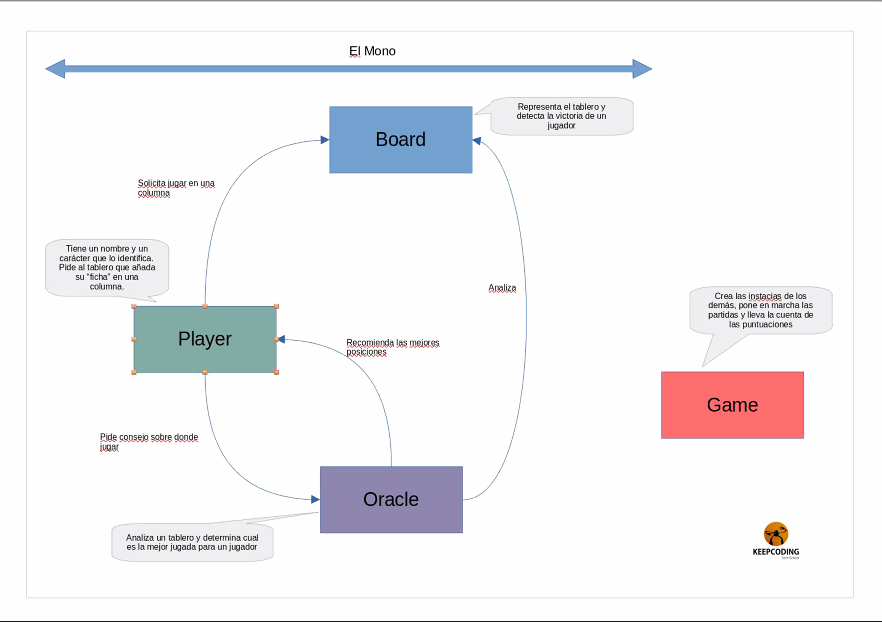 El Mono
Representa el tablero y
detecta la victoria de un
jugador
Board
Solicita jugar en una
columna
Tiene un nombre y un
carácter que lo identifica.
Pide al tablero que añada
su "ficha" en una
columna.
Analiza
Crea las instacias de los
demás, pone en marcha las
partidas y lleva la cuenta de
las puntuaciones
Player
Recomienda las mejores
posiciones
Game
Pide consejo sobre donde
jugar
Oracle
Analiza un tablero y determina cual
es la mejor jugada para un jugador
KEEPCODING